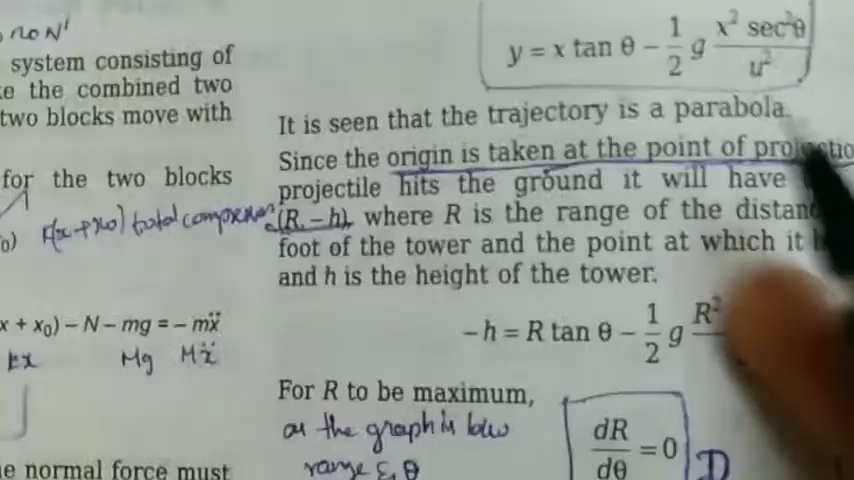 system consisting of
the combined two
two blocks move with
for the two blocks
total
x + x₀) – N – mg = – mẍ
kx Mg Mẍ
normal force must
y = x tan θ – 1/2 g x² sec²θ / u²
It is seen that the trajectory is a parabola.
Since the origin is taken at the point of
projectile hits the ground it will have
(R, –h), where R is the range of the
foot of the tower and the point at which it
and h is the height of the tower.
–h = R tan θ – 1/2 g R²
For R to be maximum,
as the graph is b/w
range & θ
dR/dθ = 0